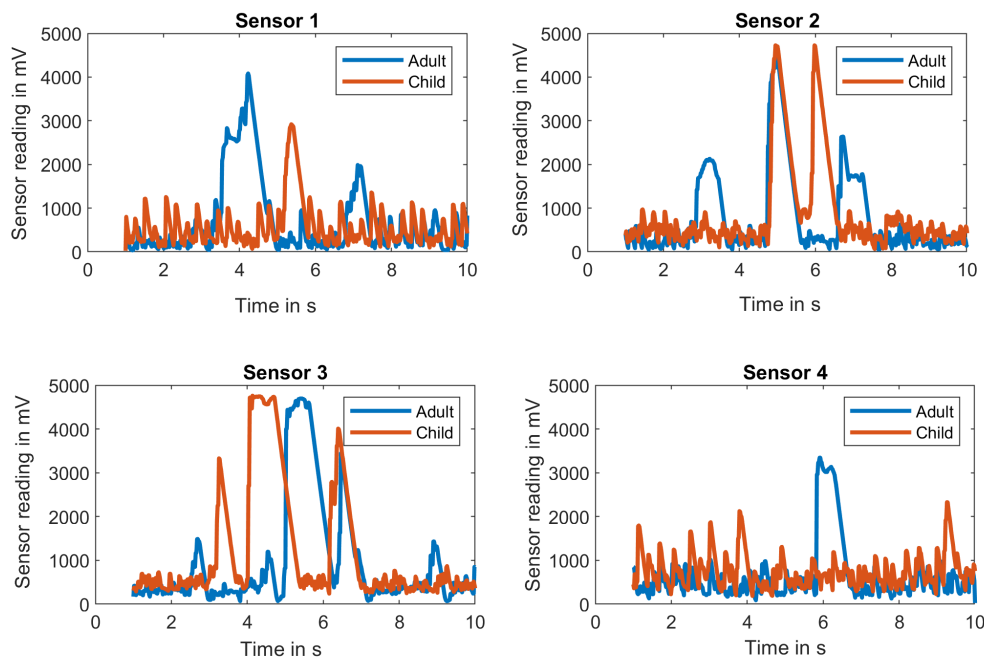 Sensor 1
Sensor reading in mV
5000
4000
3000
2000
1000
0
0 2 4 6 8 10
Time in s
Adult
Child
Sensor 2
Sensor reading in mV
5000
4000
3000
2000
1000
0
0 2 4 6 8 10
Time in s
Adult
Child
Sensor 3
Sensor reading in mV
5000
4000
3000
2000
1000
0
0 2 4 6 8 10
Time in s
Adult
Child
Sensor 4
Sensor reading in mV
5000
4000
3000
2000
1000
0
0 2 4 6 8 10
Time in s
Adult
Child